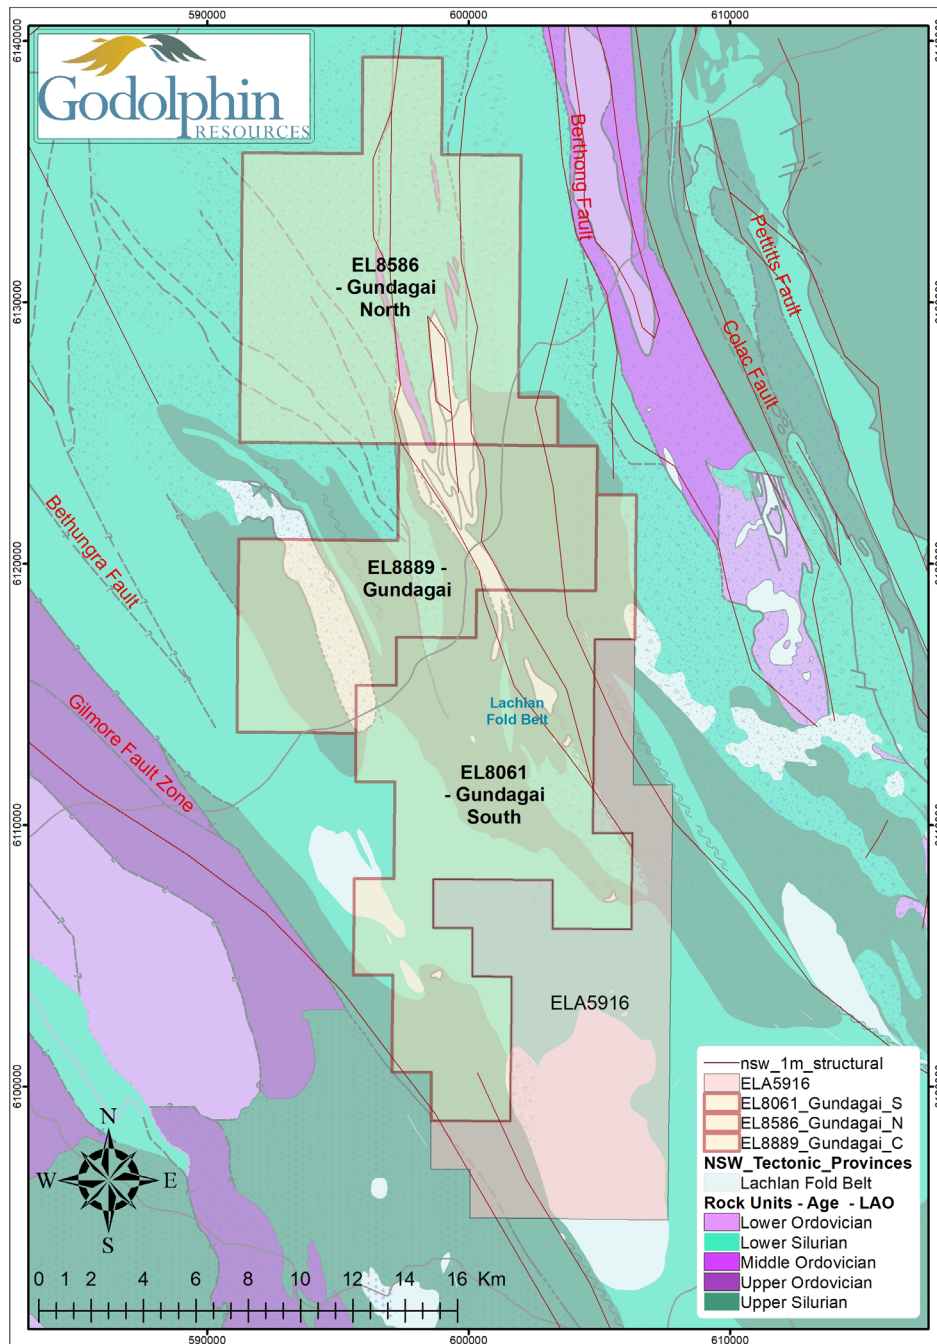 590000
600000
610000
6140000
Godolphin
RESOURCES
Berthong Fault
Pettitts Fault
EL8586
- Gundagai
North
6130000
Colac Fault
Bethungra Fault
6120000
EL8889 -
Gundagai
Gilmore Fault Zone
Lachlan
Fold Belt
EL8061
- Gundagai
South
6110000
ELA5916
6100000
nsw_1m_structural
ELA5916
EL8061_Gundagai_S
EL8586_Gundagai_N
EL8889_Gundagai_C
NSW_Tectonic_Provinces
Lachlan Fold Belt
Rock Units - Age - LAO
Lower Ordovician
Lower Silurian
Middle Ordovician
Upper Ordovician
Upper Silurian
N
W E
S
0 1 2 4 6 8 10 12 14 16 Km
590000
600000
610000